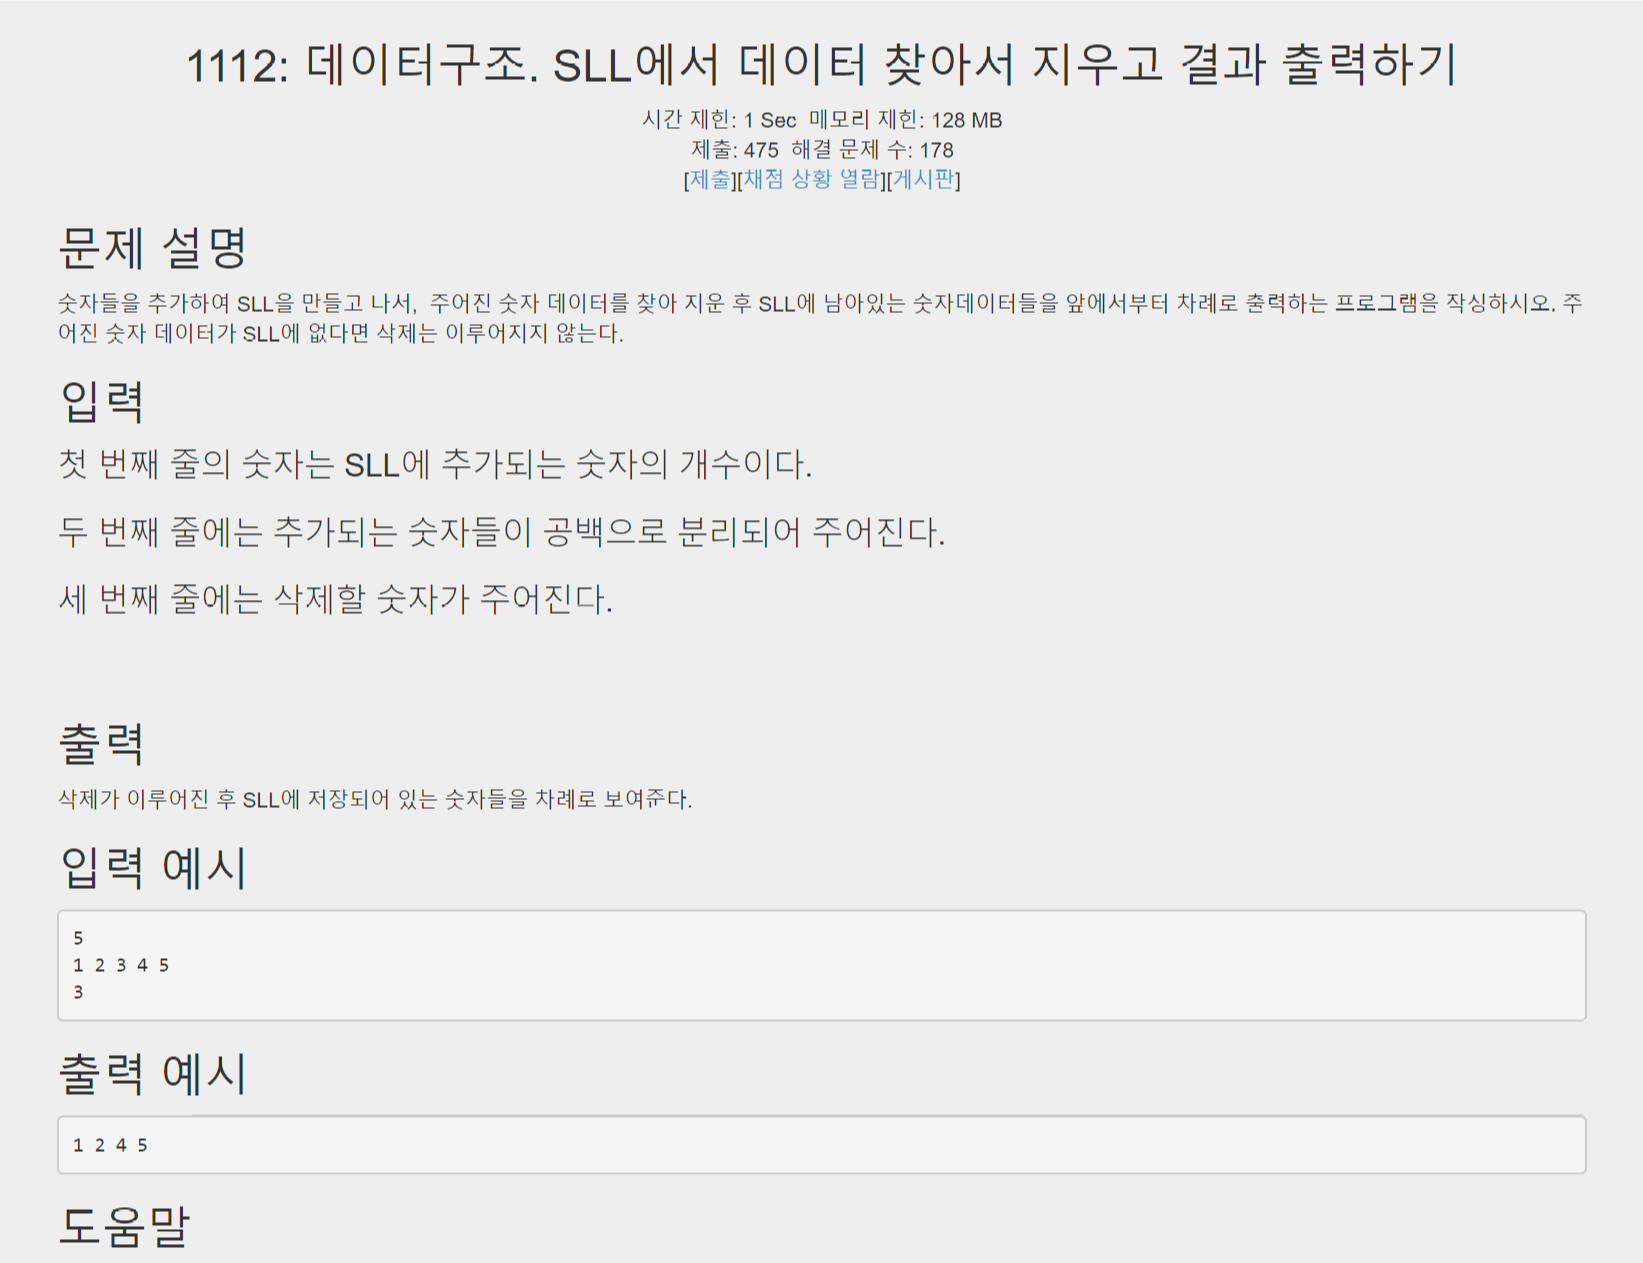 1112: 데이터구조. SLL에서 데이터 찾아서 지우고 결과 출력하기
시간 제한: 1 Sec 메모리 제한: 128 MB
제출: 475 해결 문제 수: 178
[제출][채점 상황 열람][게시판]
문제 설명
숫자들을 추가하여 SLL을 만들고 나서, 주어진 숫자 데이터를 찾아 지운 후 SLL에 남아있는 숫자데이터들을 앞에서부터 차례로 출력하는 프로그램을 작싱하시오. 주
어진 숫자 데이터가 SLL에 없다면 삭제는 이루어지지 않는다.
입력
첫 번째 줄의 숫자는 SLL에 추가되는 숫자의 개수이다.
두 번째 줄에는 추가되는 숫자들이 공백으로 분리되어 주어진다.
세 번째 줄에는 삭제할 숫자가 주어진다.
출력
삭제가 이루어진 후 SLL에 저장되어 있는 숫자들을 차례로 보여준다.
입력 예시
5
1 2 3 4 5
3
출력 예시
1 2 4 5
도움말